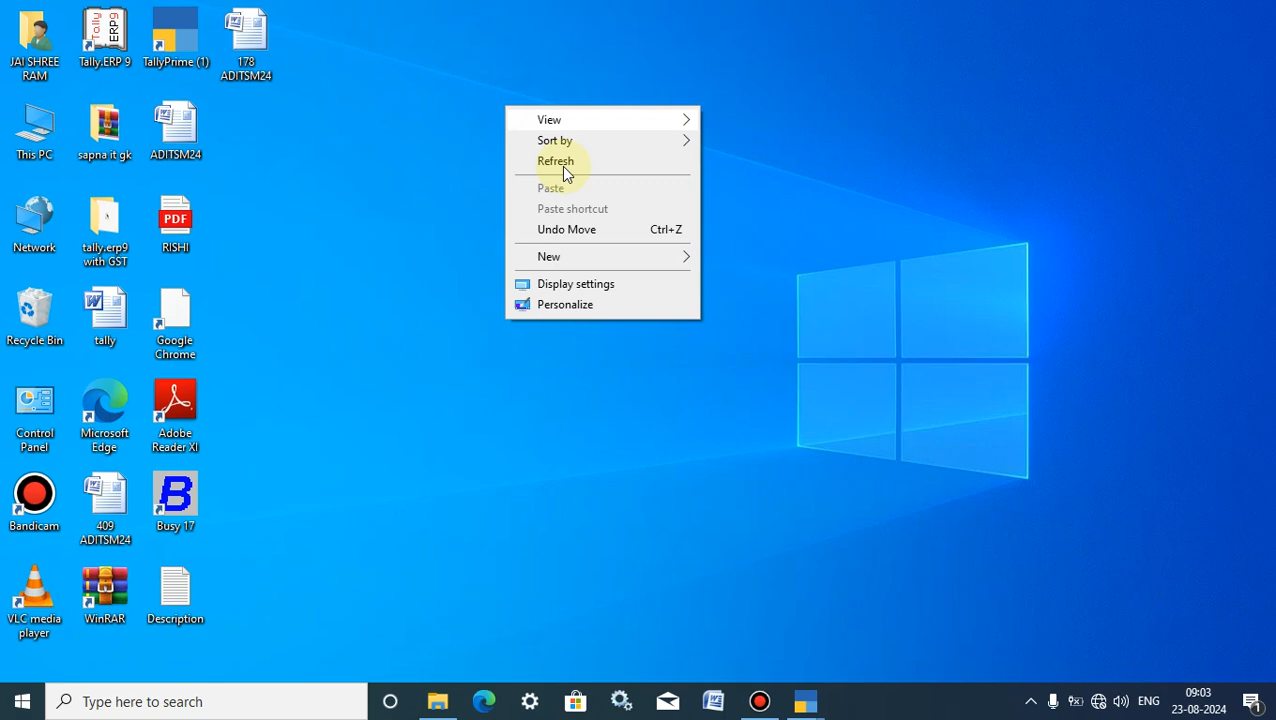 JAI SHREE
RAM
Tally.ERP 9
TallyPrime (1)
178
ADITSM24
This PC
sapna it gk
ADITSM24
Network
tally.erp9
with GST
PDF
RISHI
Recycle Bin
tally
Google
Chrome
Control
Panel
Microsoft
Edge
Adobe
Reader XI
Bandicam
409
ADITSM24
B
Busy 17
VLC media
player
WinRAR
Description
View
Sort by
Refresh
Paste
Paste shortcut
Undo Move Ctrl+Z
New
Display settings
Personalize
Type here to search
ENG
09:03
23-08-2024
1